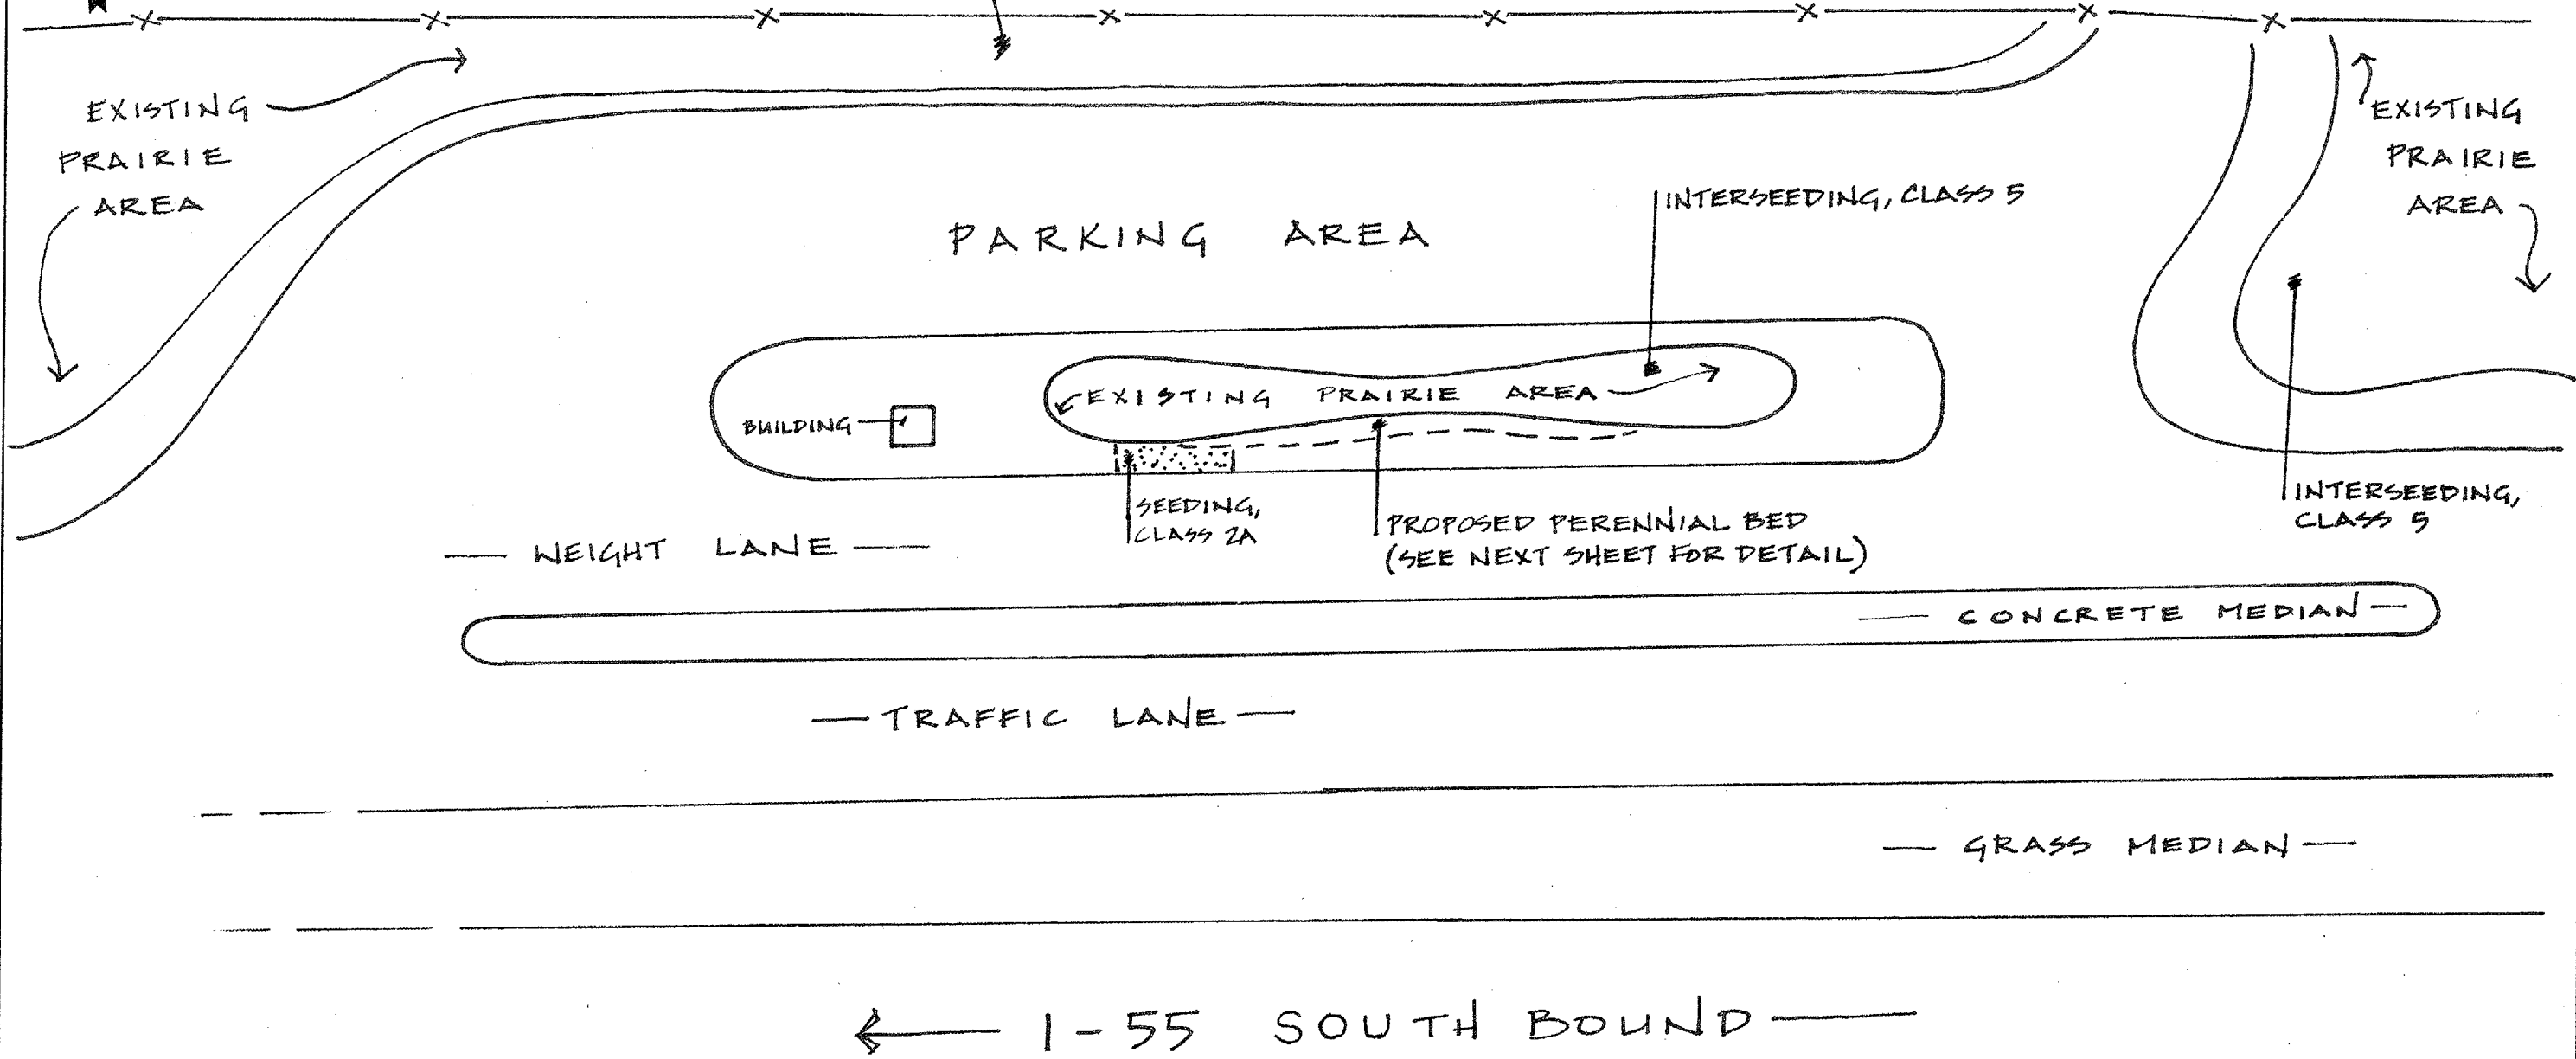 EXISTING
PRAIRIE
AREA
EXISTING
PRAIRIE
AREA
PARKING AREA
INTERSEEDING, CLASS 5
EXISTING PRAIRIE AREA
BUILDING
SEEDING,
CLASS 2A
PROPOSED PERENNIAL BED
(SEE NEXT SHEET FOR DETAIL)
INTERSEEDING,
CLASS 5
WEIGHT LANE
CONCRETE MEDIAN
TRAFFIC LANE
GRASS MEDIAN
I-55 SOUTH BOUND